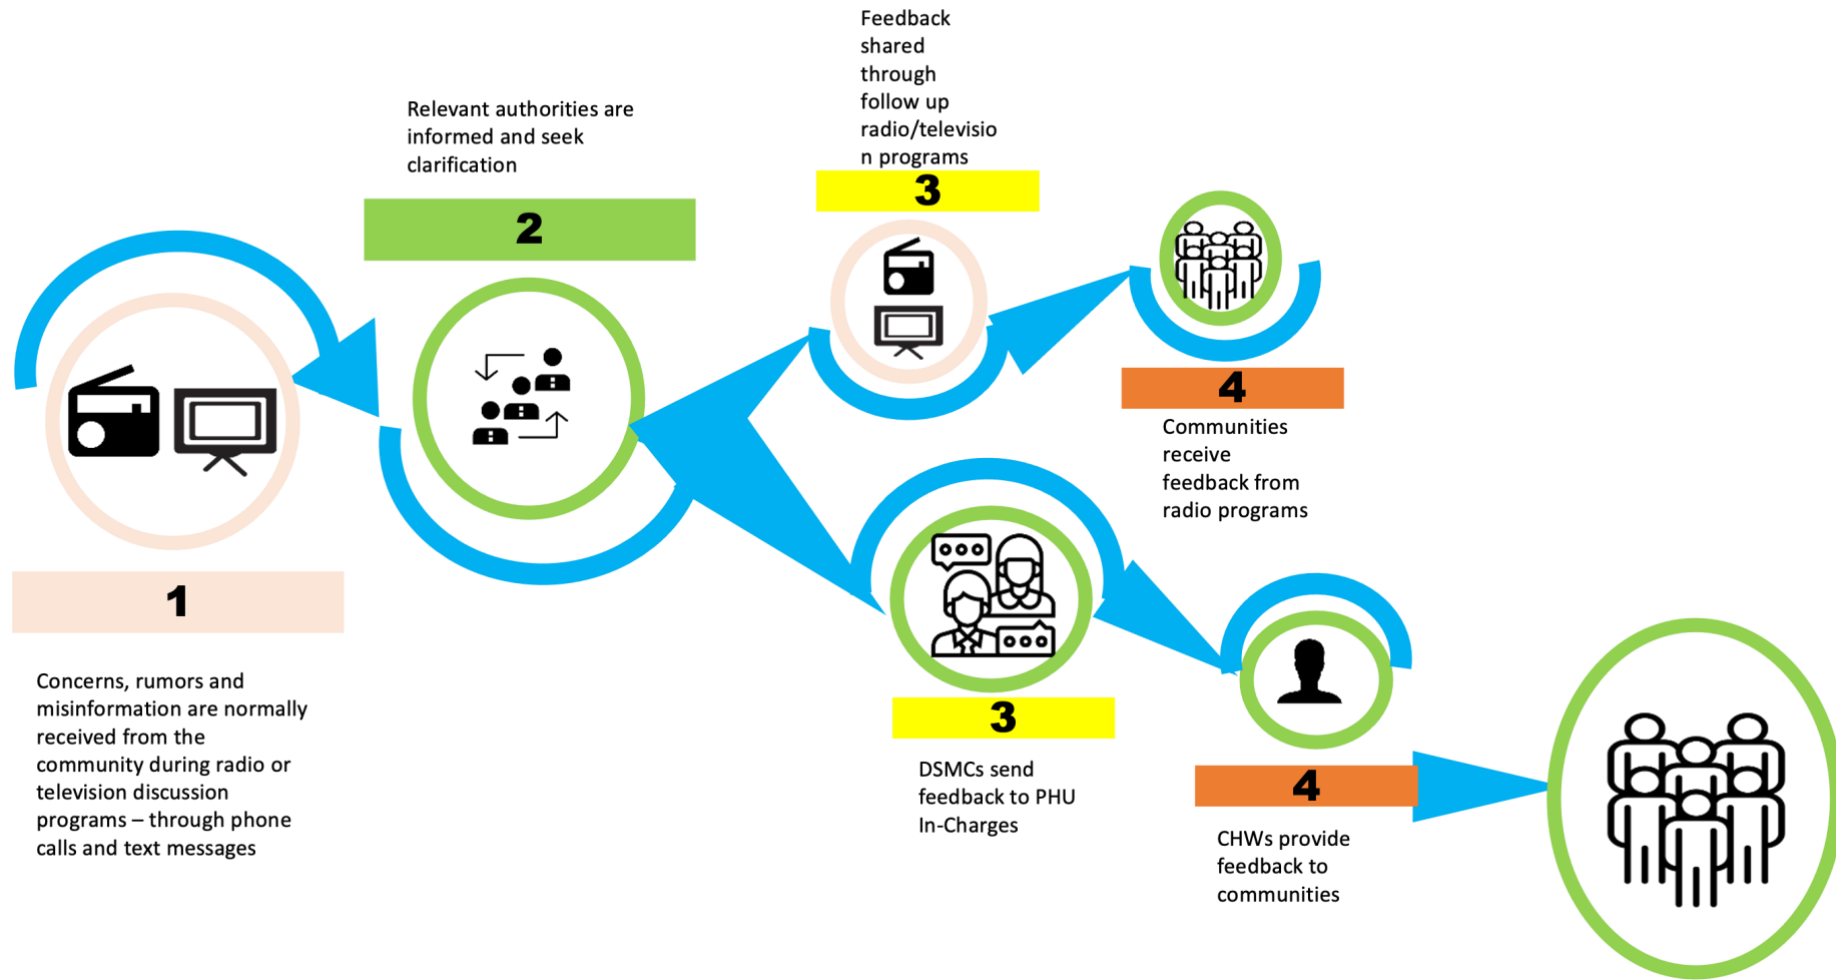 1
Concerns, rumors and
misinformation are normally
received from the
community during radio or
television discussion
programs – through phone
calls and text messages
Relevant authorities are
informed and seek
clarification
2
Feedback
shared
through
follow up
radio/televisio
n programs
3
4
Communities
receive
feedback from
radio programs
3
DSMCs send
feedback to PHU
In-Charges
4
CHWs provide
feedback to
communities